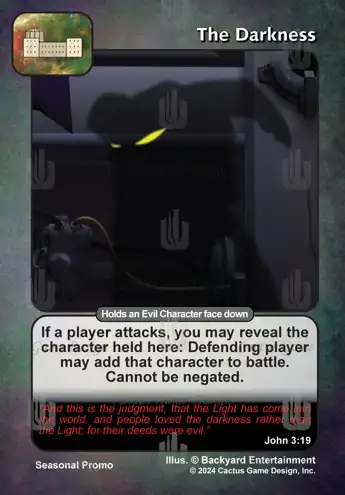 The Darkness
Holds an Evil Character face down
If a player attacks, you may reveal the
character held here: Defending player
may add that character to battle.
Cannot be negated.
"And this is the judgment, that the Light has come into
the world, and people loved the darkness rather than
the Light; for their deeds were evil."
John 3:19
Seasonal Promo
Illus. © Backyard Entertainment
© 2024 Cactus Game Design, Inc.